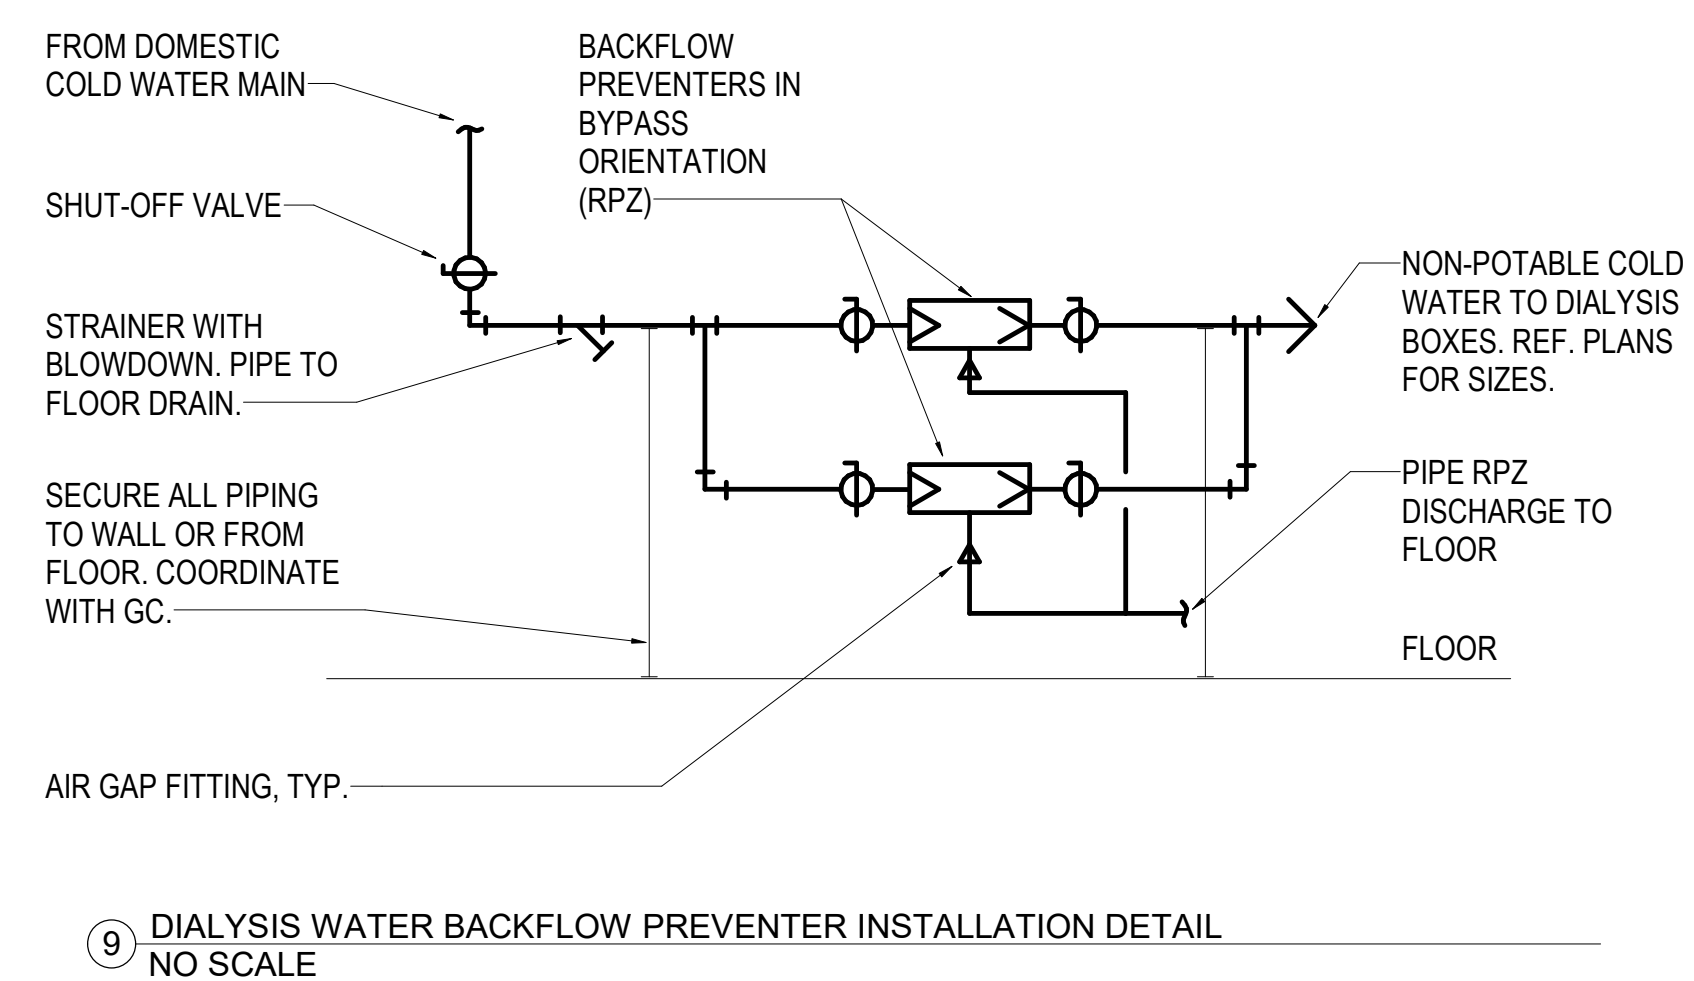 FROM DOMESTIC
COLD WATER MAIN
SHUT-OFF VALVE
STRAINER WITH
BLOWDOWN. PIPE TO
FLOOR DRAIN.
SECURE ALL PIPING
TO WALL OR FROM
FLOOR. COORDINATE
WITH GC.
AIR GAP FITTING, TYP.
BACKFLOW
PREVENTERS IN
BYPASS
ORIENTATION
(RPZ)
NON-POTABLE COLD
WATER TO DIALYSIS
BOXES. REF. PLANS
FOR SIZES.
PIPE RPZ
DISCHARGE TO
FLOOR
FLOOR
9
DIALYSIS WATER BACKFLOW PREVENTER INSTALLATION DETAIL
NO SCALE